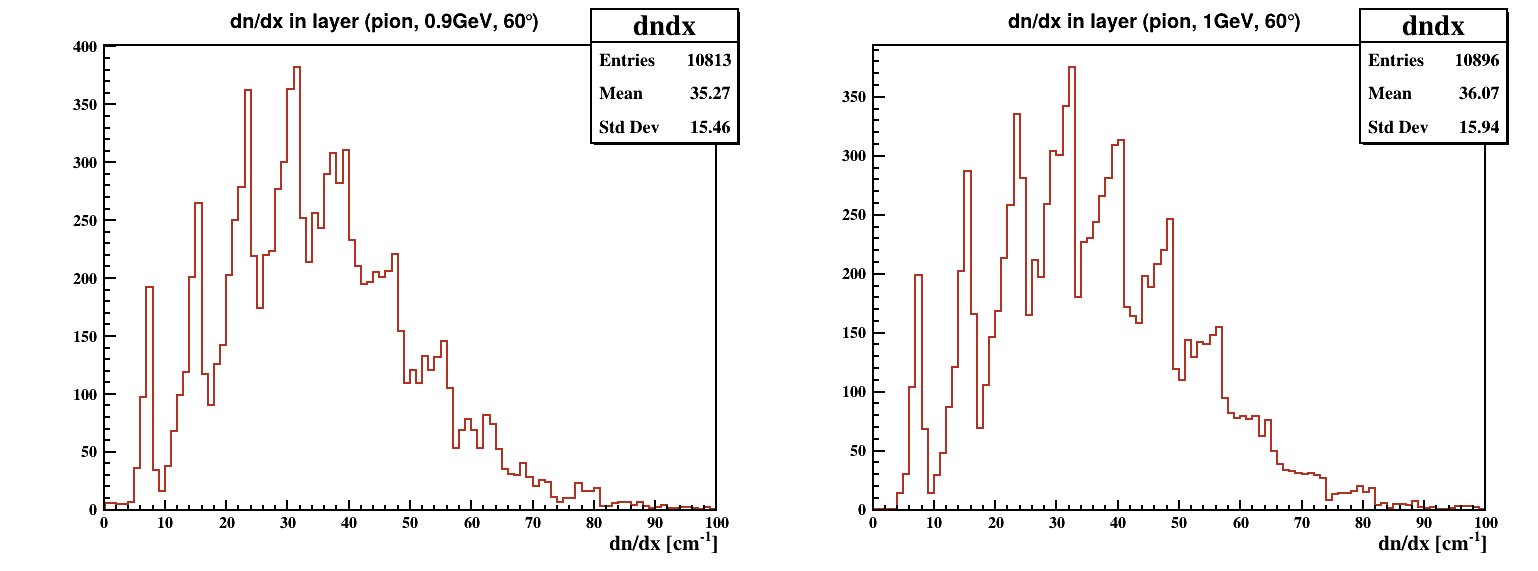 dn/dx in layer (pion, 0.9GeV, 60°)
dndx
Entries 10813
Mean 35.27
Std Dev 15.46
400
350
300
250
200
150
100
50
0
0 10 20 30 40 50 60 70 80 90 100
dn/dx [cm⁻¹]
dn/dx in layer (pion, 1GeV, 60°)
dndx
Entries 10896
Mean 36.07
Std Dev 15.94
350
300
250
200
150
100
50
0
0 10 20 30 40 50 60 70 80 90 100
dn/dx [cm⁻¹]